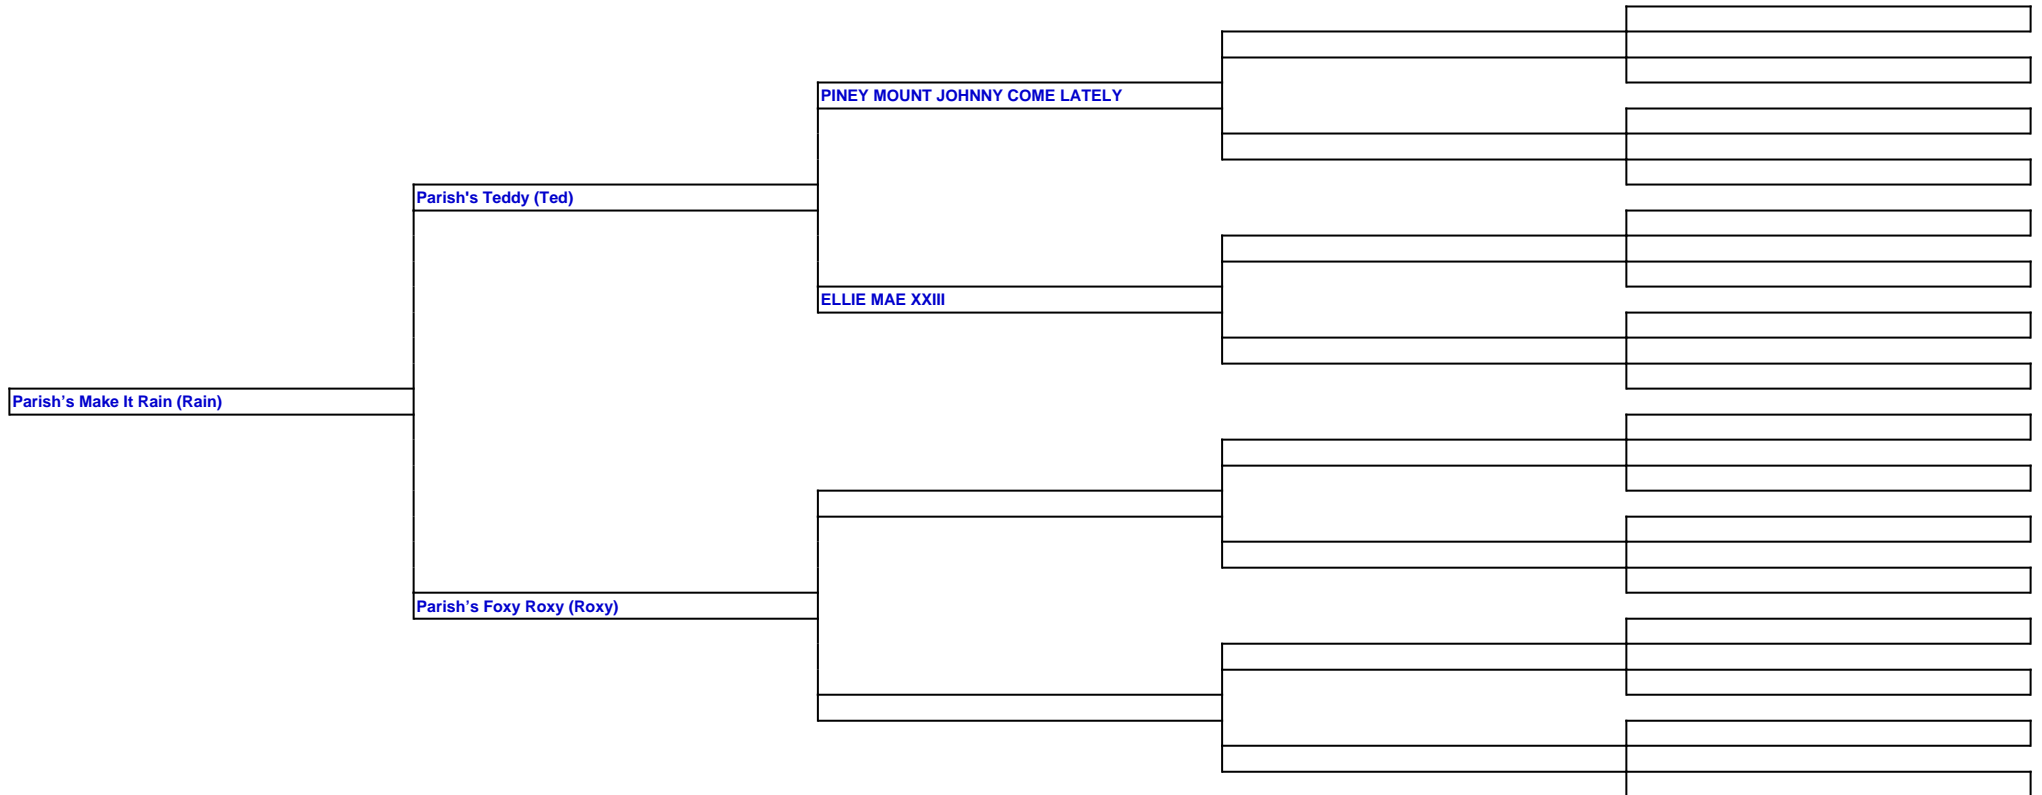 PINEY MOUNT JOHNNY COME LATELY
Parish's Teddy (Ted)
ELLIE MAE XXIII
Parish’s Make It Rain (Rain)
Parish’s Foxy Roxy (Roxy)